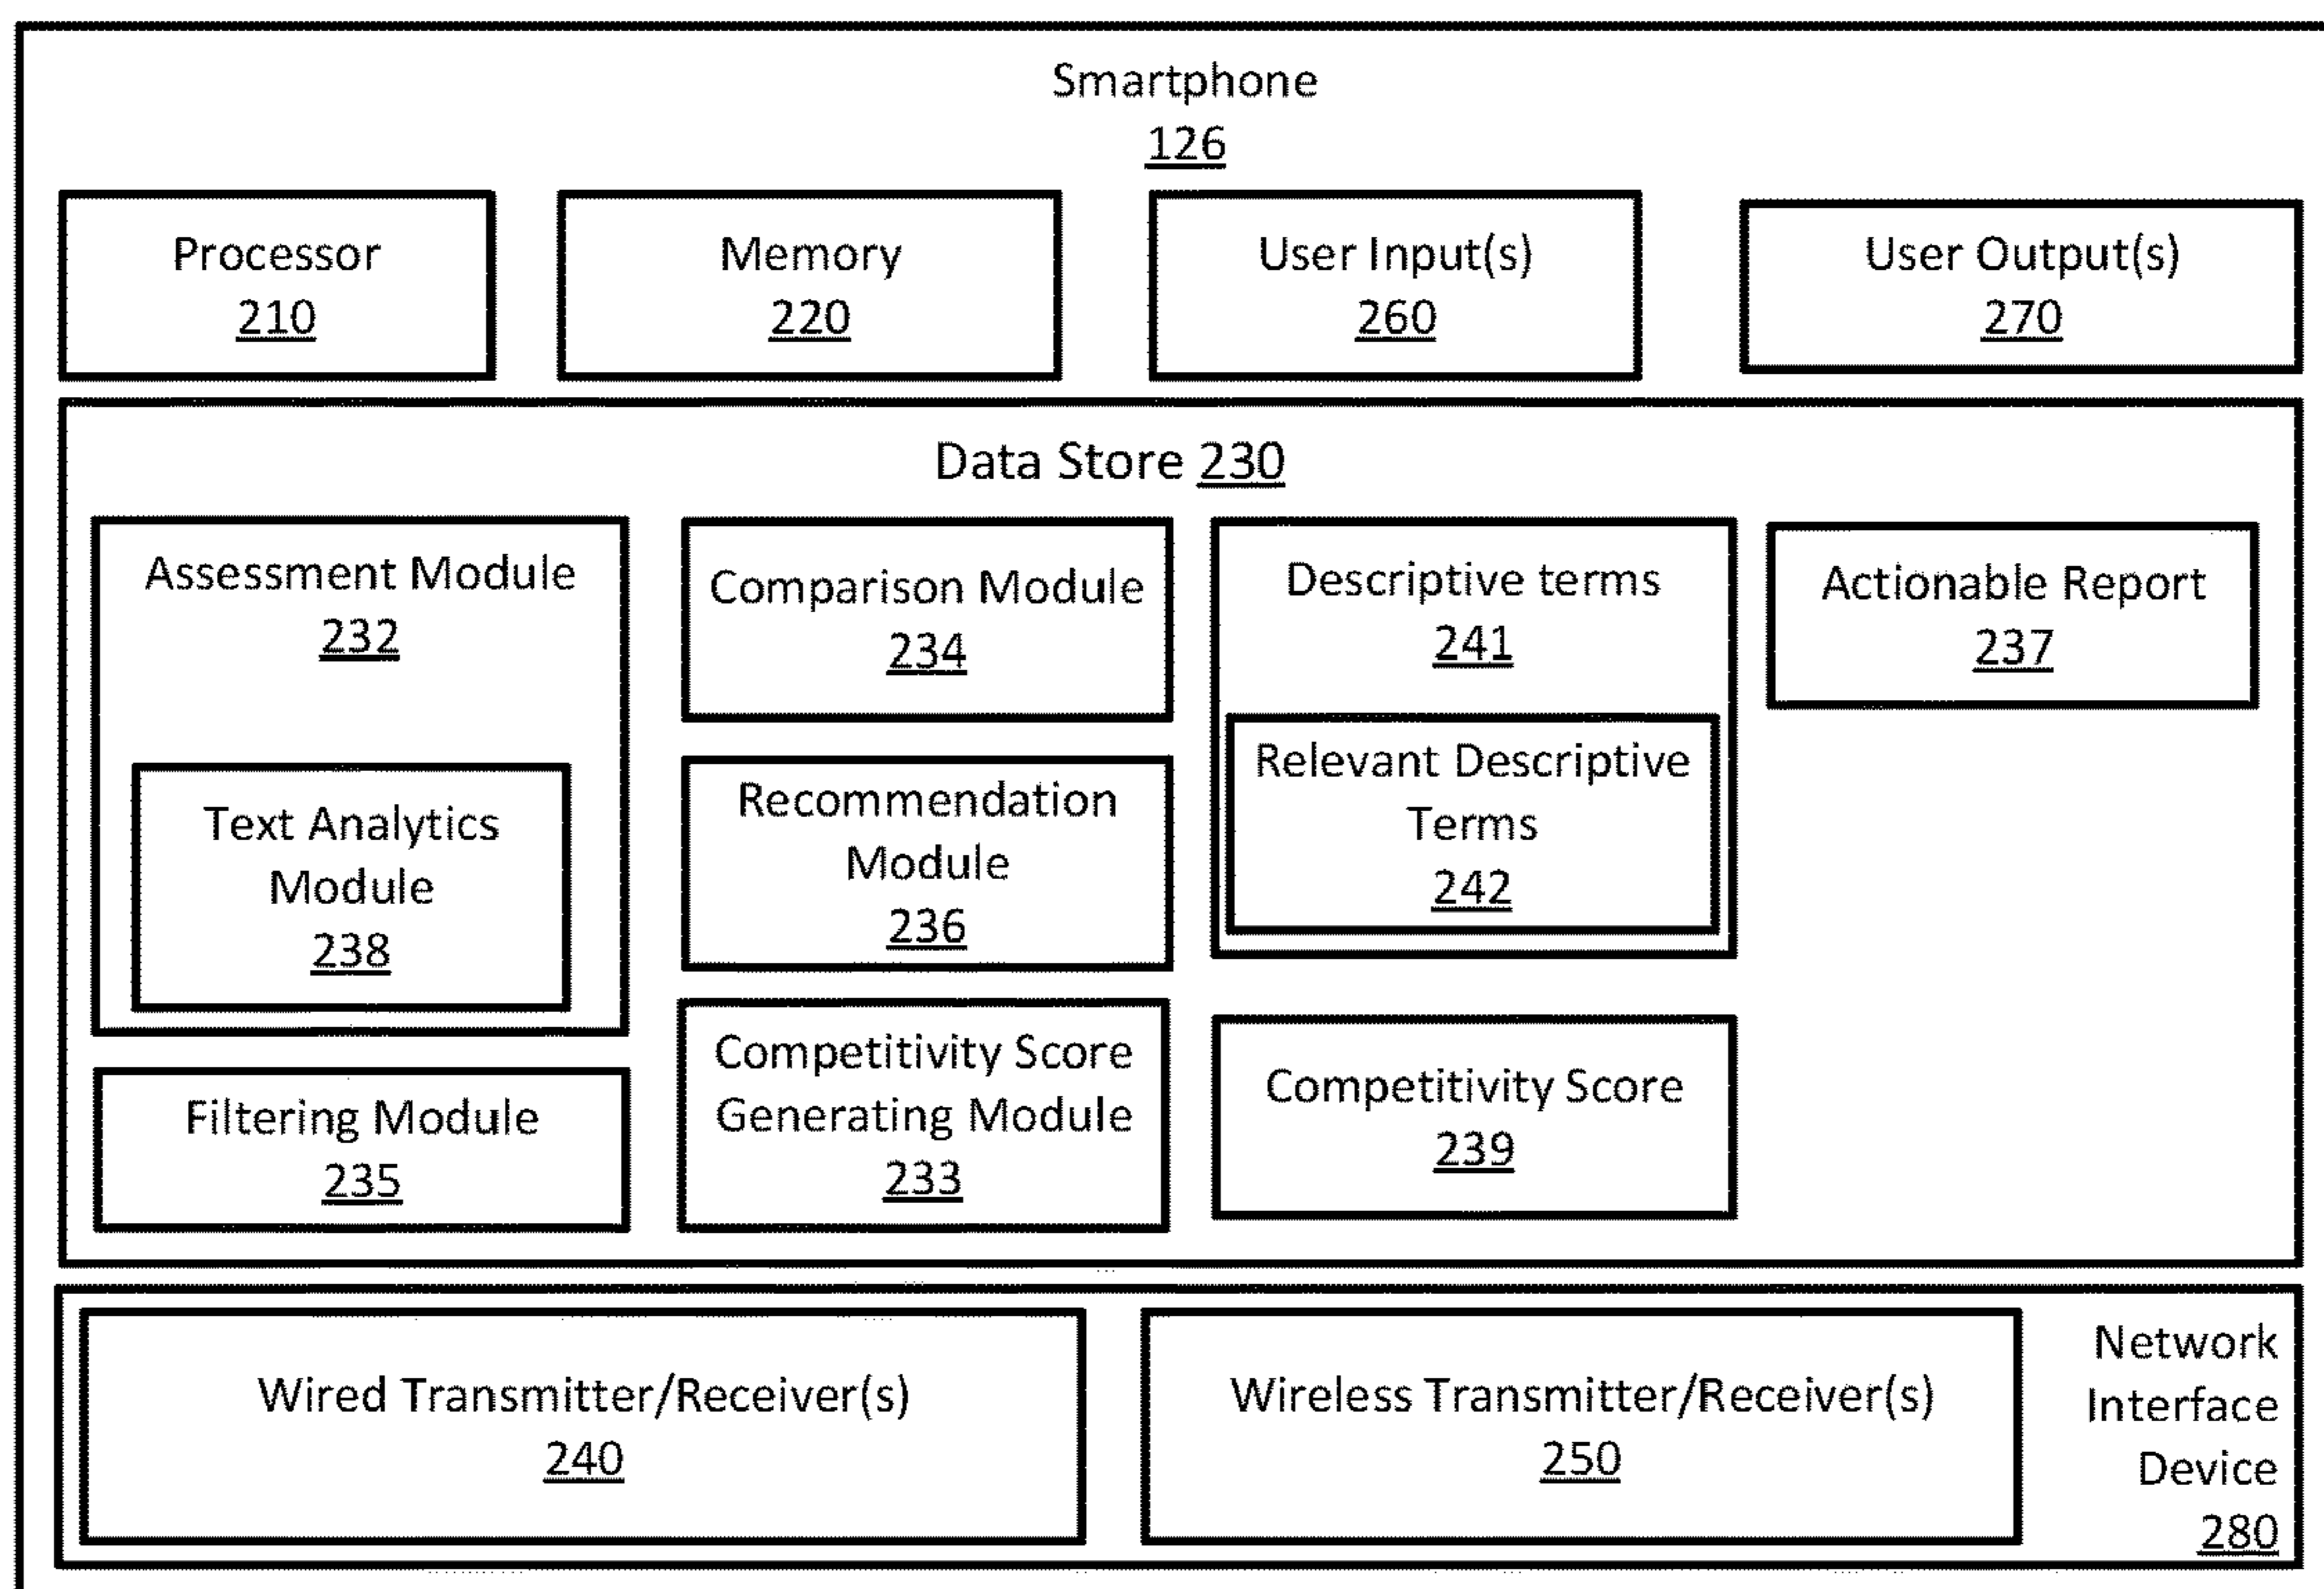 Smartphone
126
Processor
210
Memory
220
User Input(s)
260
User Output(s)
270
Data Store 230
Assessment Module
232
Text Analytics
Module
238
Filtering Module
235
Comparison Module
234
Recommendation
Module
236
Competitivity Score
Generating Module
233
Descriptive terms
241
Relevant Descriptive
Terms
242
Competitivity Score
239
Actionable Report
237
Wired Transmitter/Receiver(s)
240
Wireless Transmitter/Receiver(s)
250
Network
Interface
Device
280